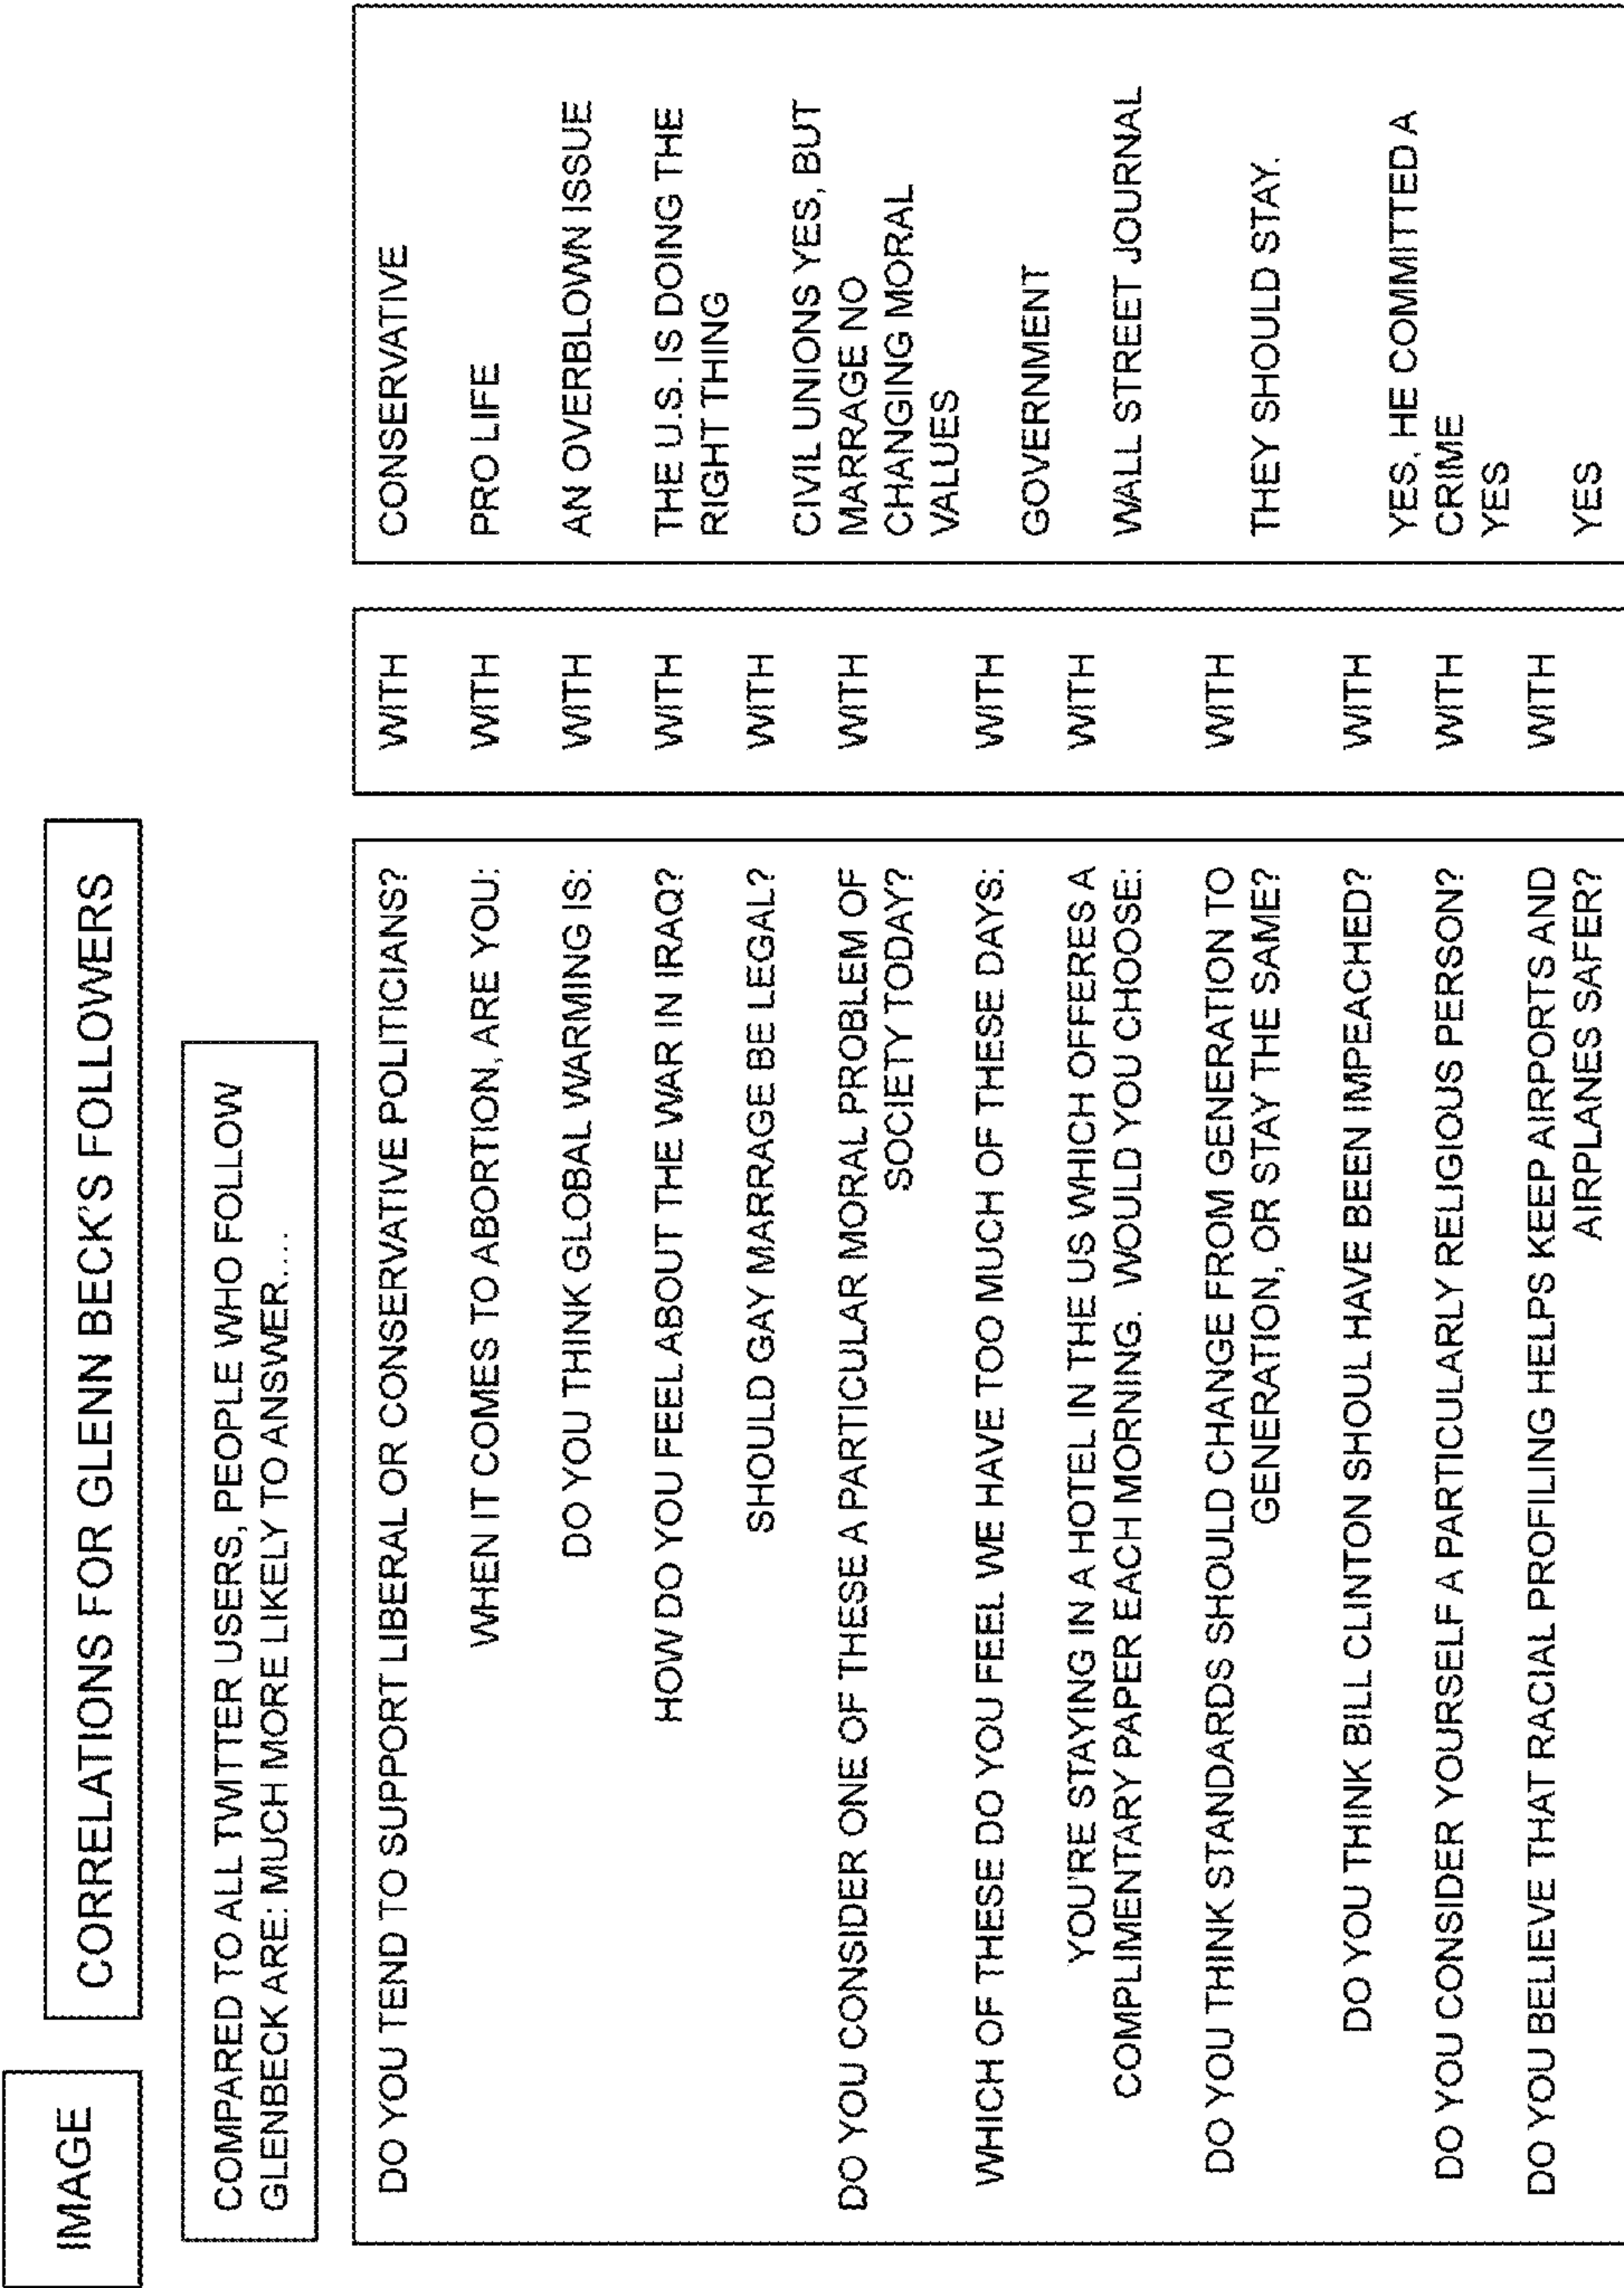 IMAGE
CORRELATIONS FOR GLENN BECK'S FOLLOWERS
COMPARED TO ALL TWITTER USERS, PEOPLE WHO FOLLOW
GLENBECK ARE: MUCH MORE LIKELY TO ANSWER....
DO YOU TEND TO SUPPORT LIBERAL OR CONSERVATIVE POLITICIANS?
WHEN IT COMES TO ABORTION, ARE YOU:
DO YOU THINK GLOBAL WARMING IS:
HOW DO YOU FEEL ABOUT THE WAR IN IRAQ?
SHOULD GAY MARRAGE BE LEGAL?
DO YOU CONSIDER ONE OF THESE A PARTICULAR MORAL PROBLEM OF
SOCIETY TODAY?
WHICH OF THESE DO YOU FEEL WE HAVE TOO MUCH OF THESE DAYS:
YOU'RE STAYING IN A HOTEL IN THE US WHICH OFFERES A
COMPLIMENTARY PAPER EACH MORNING. WOULD YOU CHOOSE:
DO YOU THINK STANDARDS SHOULD CHANGE FROM GENERATION TO
GENERATION, OR STAY THE SAME?
DO YOU THINK BILL CLINTON SHOUL HAVE BEEN IMPEACHED?
DO YOU CONSIDER YOURSELF A PARTICULARLY RELIGIOUS PERSON?
DO YOU BELIEVE THAT RACIAL PROFILING HELPS KEEP AIRPORTS AND
AIRPLANES SAFER?
WITH
WITH
WITH
WITH
WITH
WITH
WITH
WITH
WITH
WITH
WITH
WITH
CONSERVATIVE
PRO LIFE
AN OVERBLOWN ISSUE
THE U.S. IS DOING THE
RIGHT THING
CIVIL UNIONS YES, BUT
MARRAGE NO
CHANGING MORAL
VALUES
GOVERNMENT
WALL STREET JOURNAL
THEY SHOULD STAY.
YES, HE COMMITTED A
CRIME
YES
YES